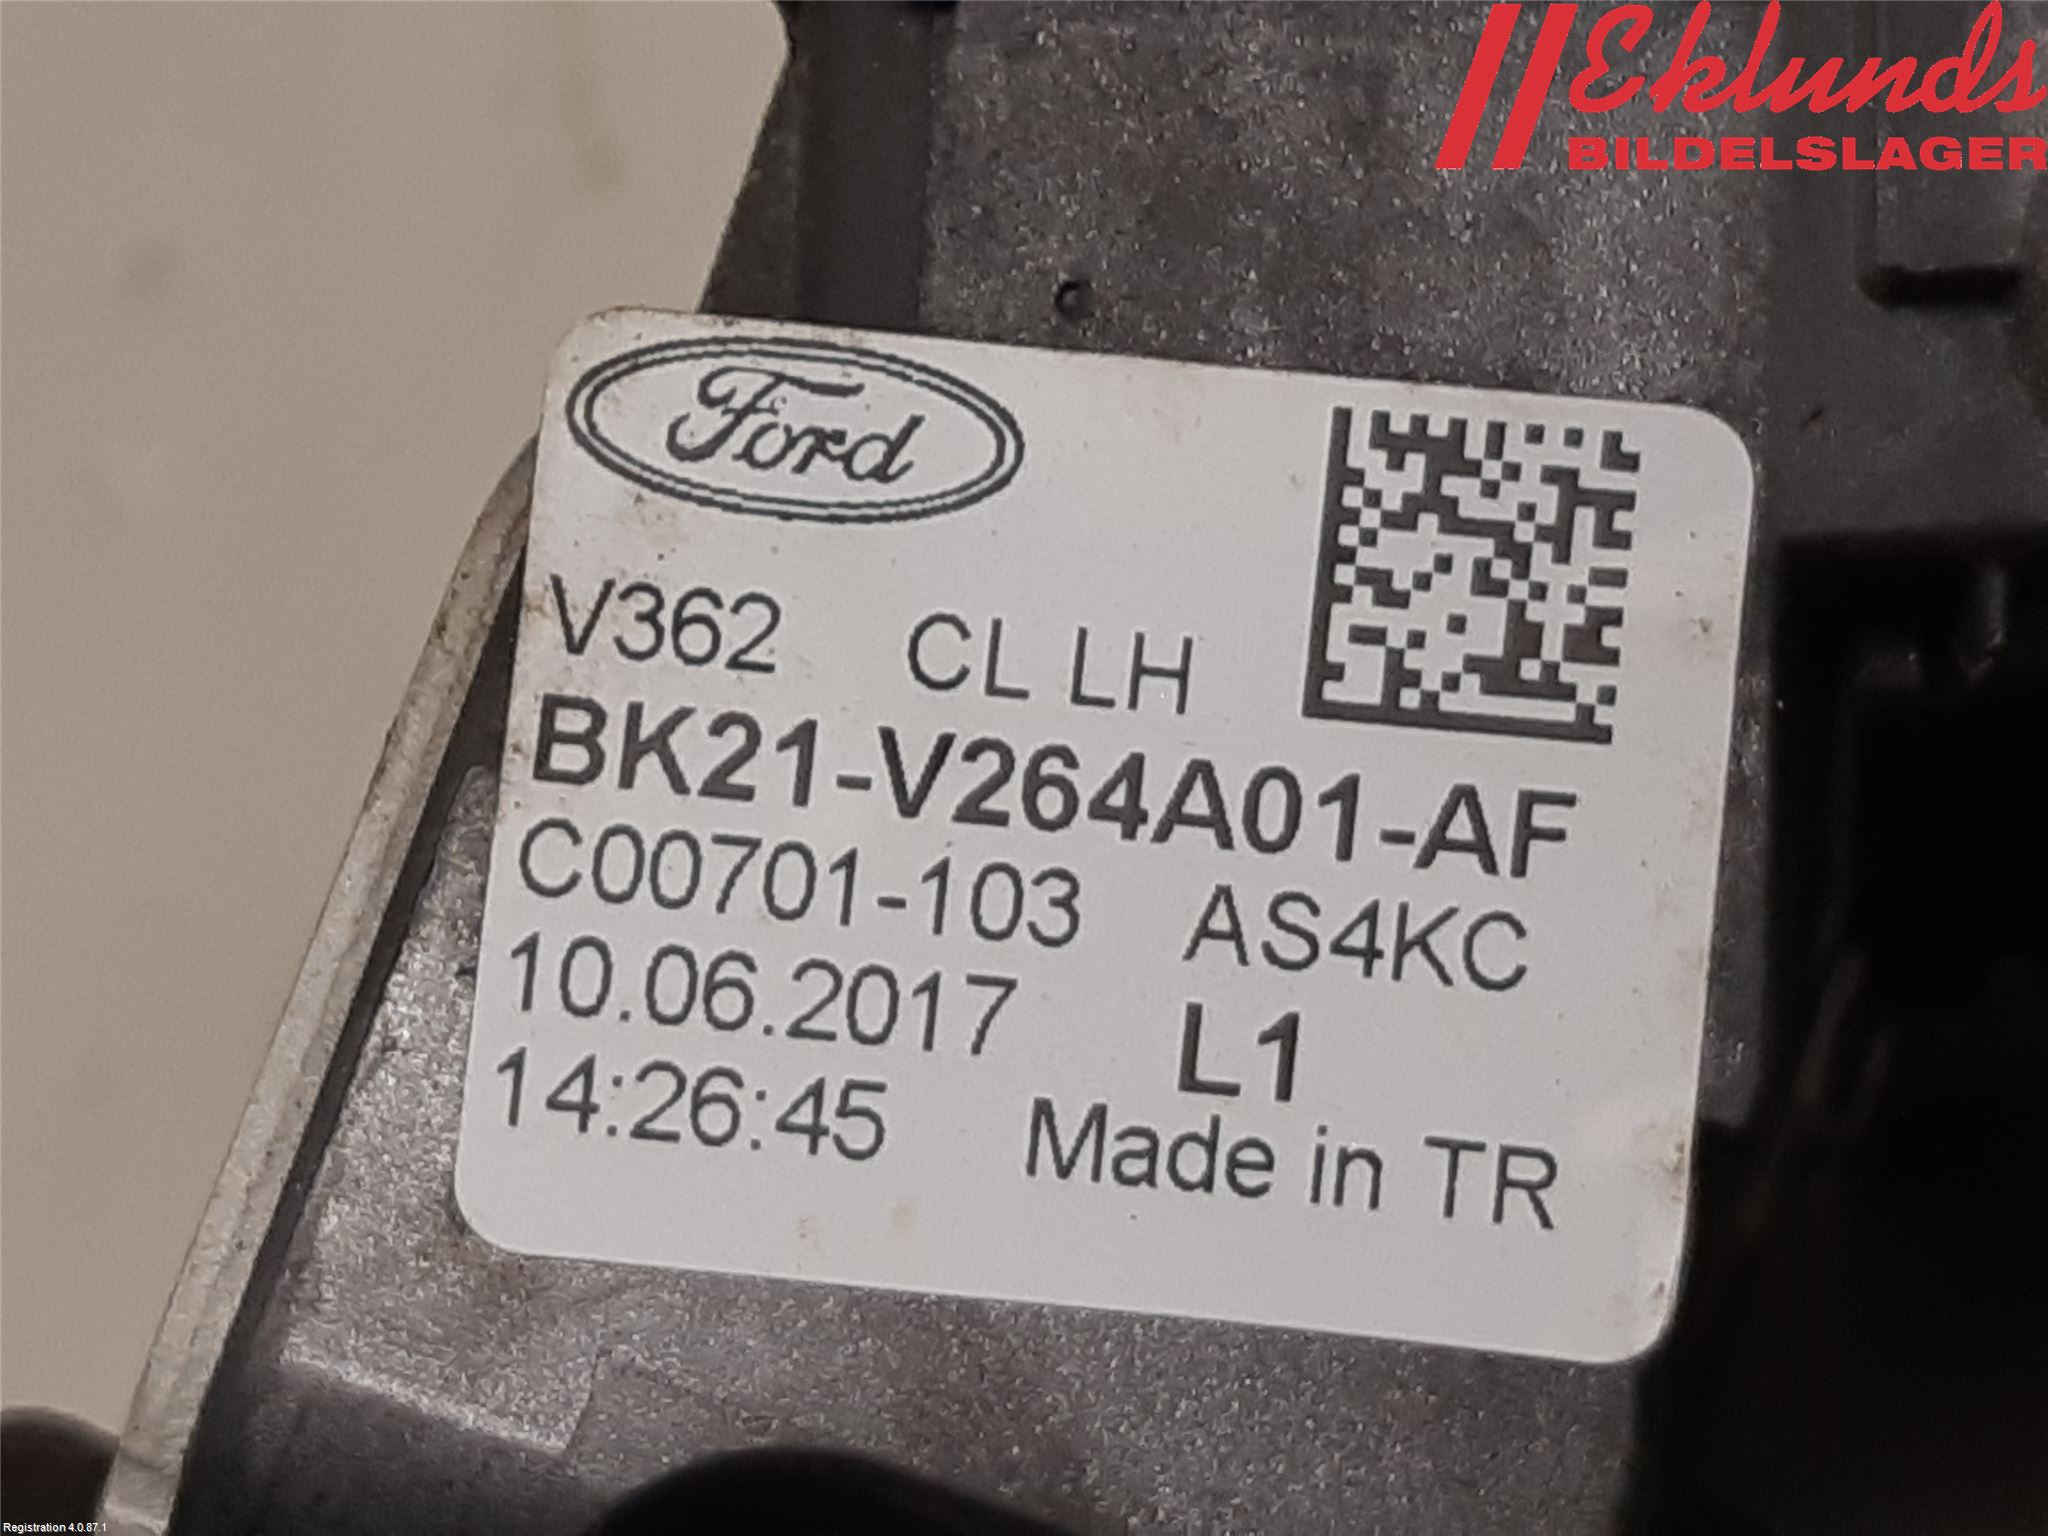 Eklunds
BILDELSLAGER
Ford
V362 CL LH
BK21-V264A01-AF
C00701-103 AS4KC
10.06.2017 L1
14:26:45 Made in TR
Registration 4.0.87.1